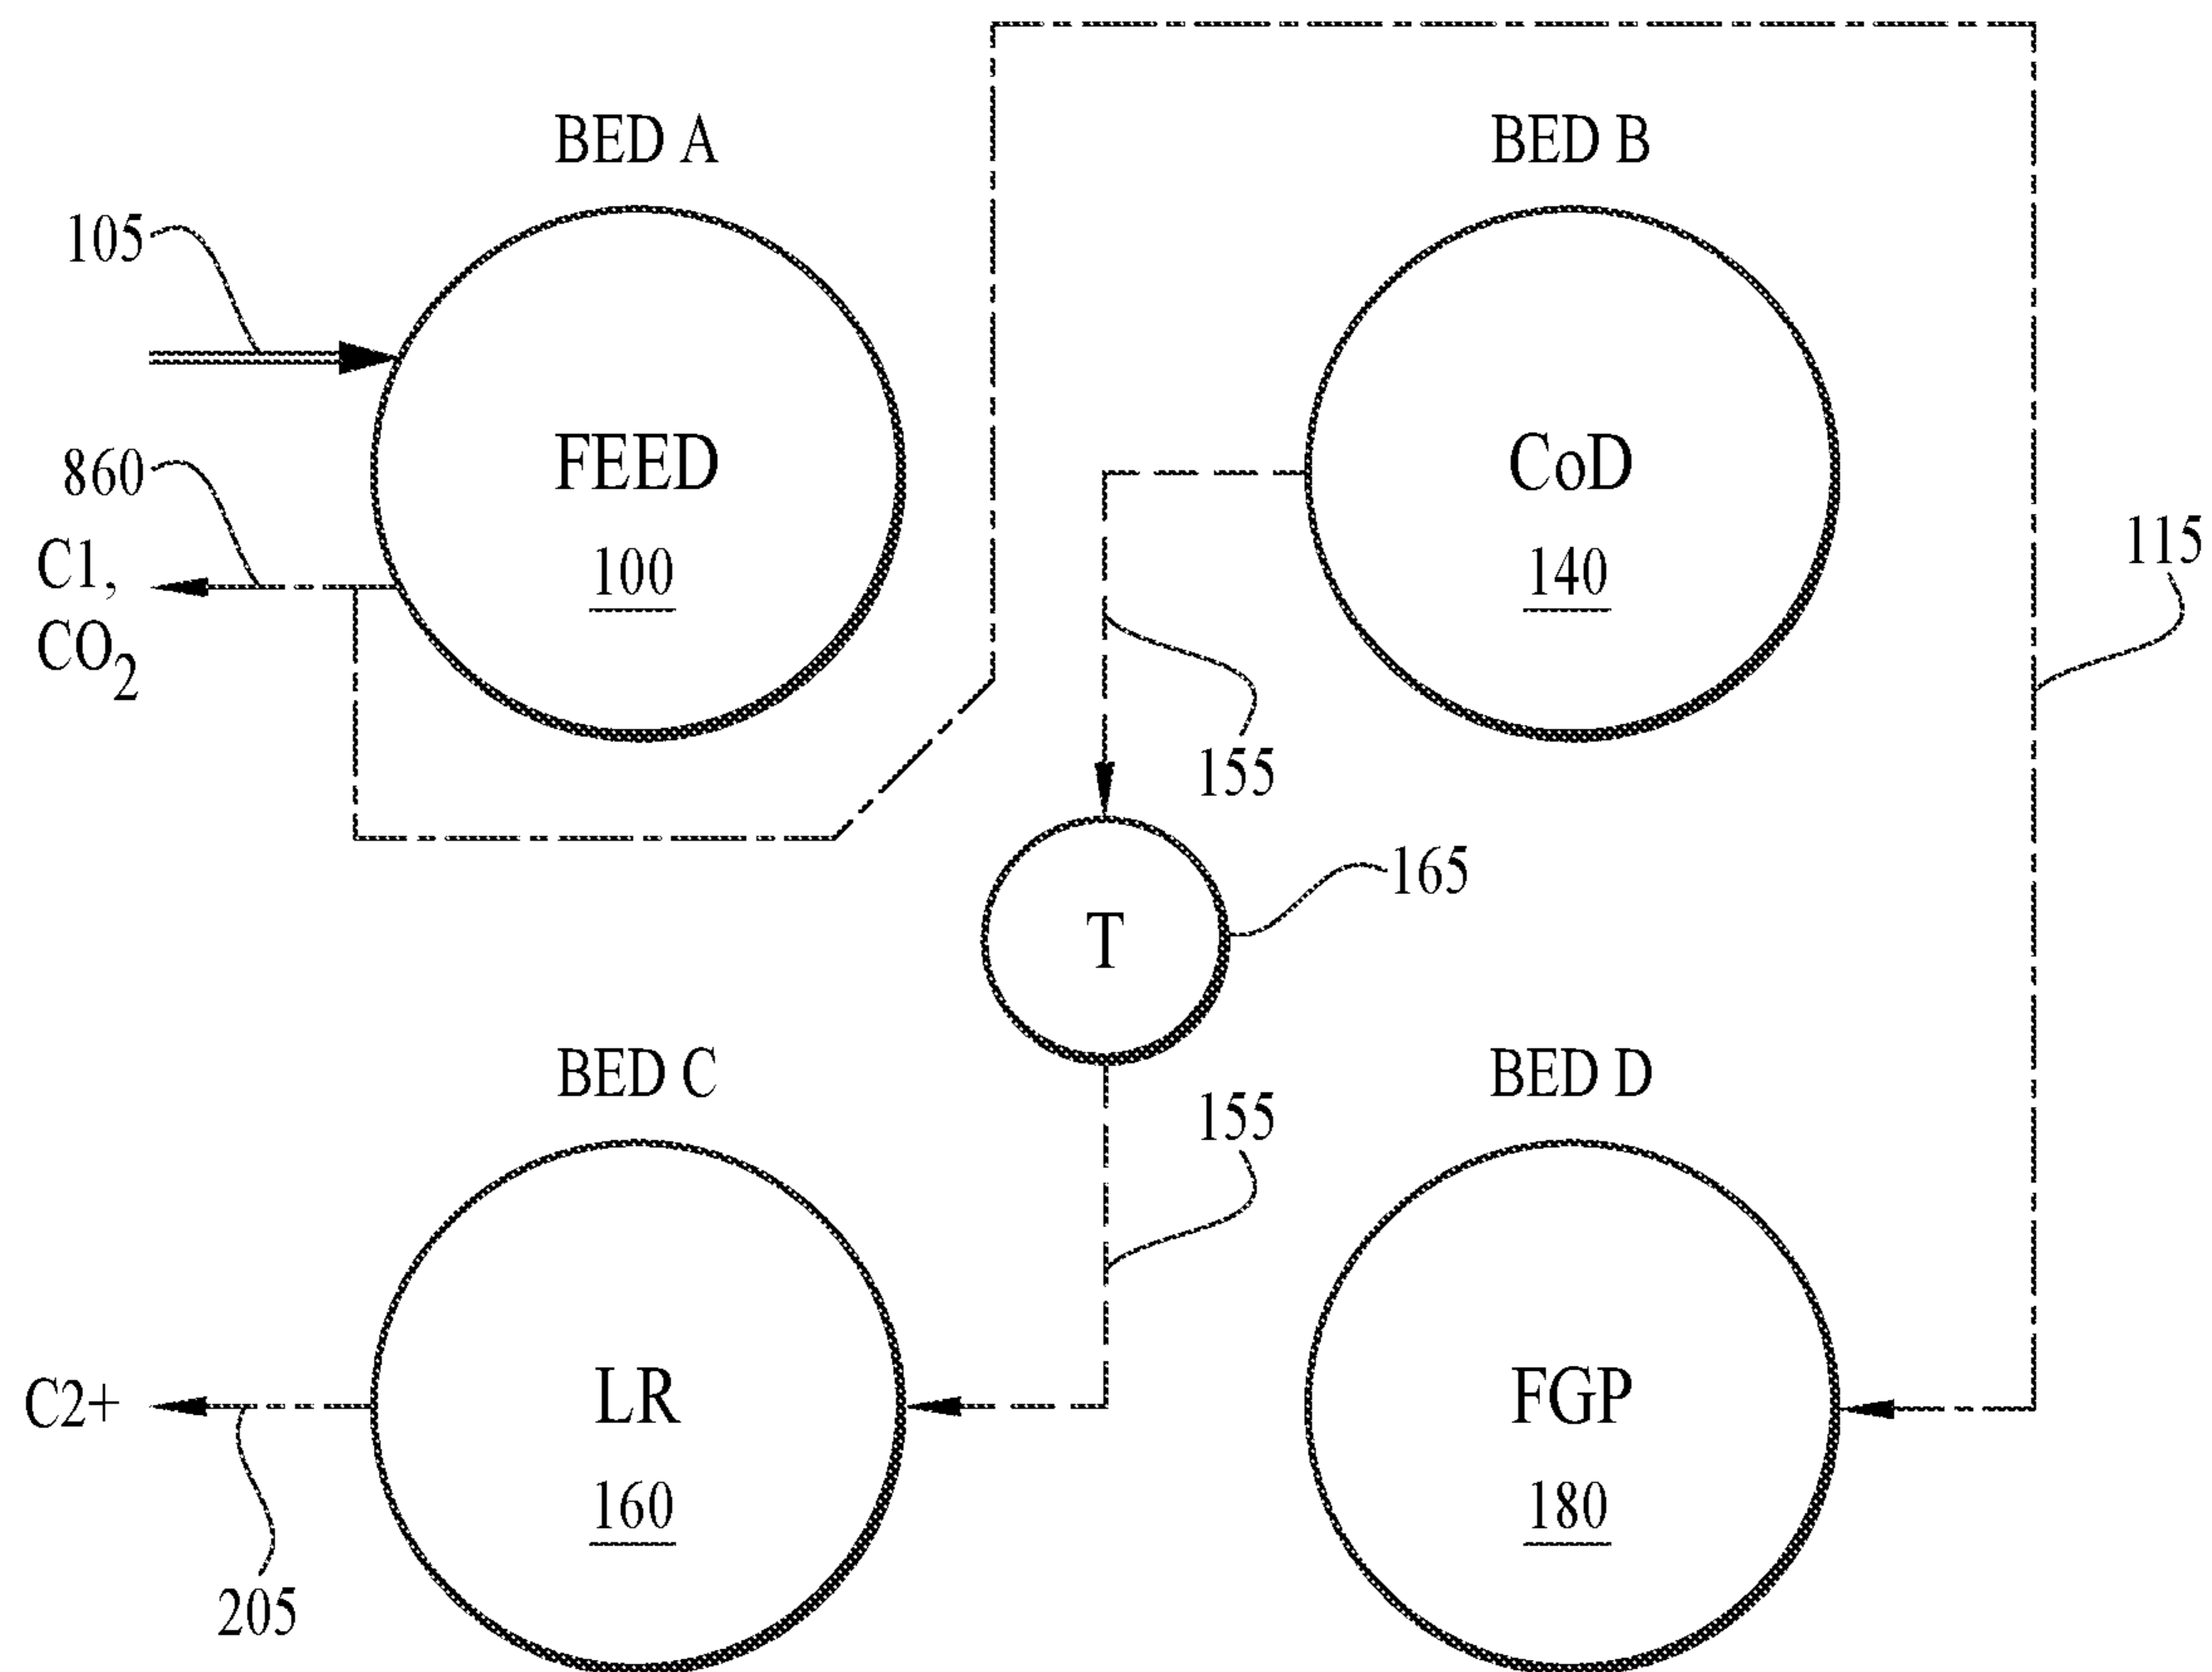 BED A
BED B
105
FEED
CoD
860
100
140
115
C1,
CO₂
155
165
T
BED C
BED D
155
C2+
LR
FGP
160
180
205